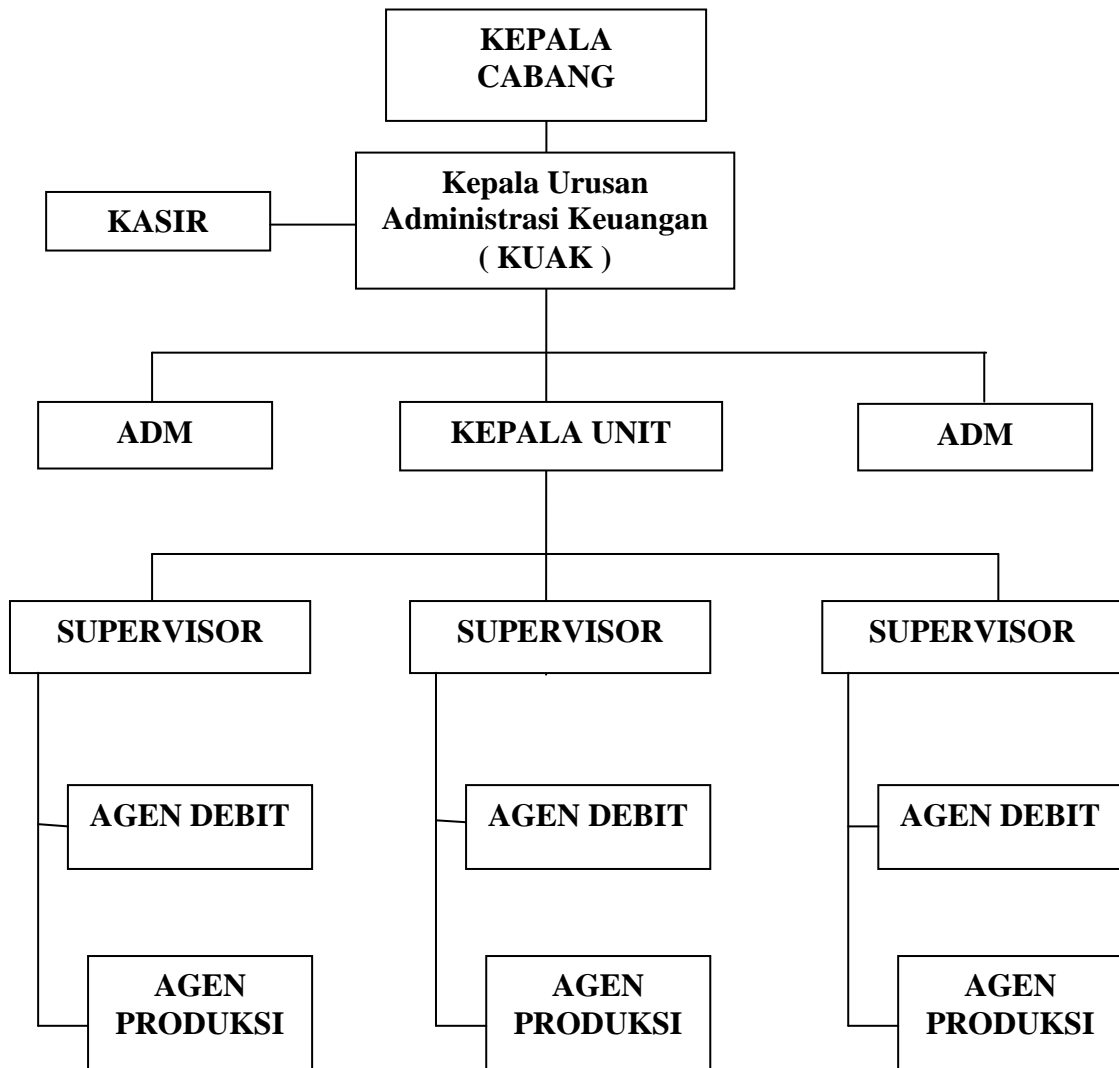 KEPALA
CABANG
Kepala Urusan
Administrasi Keuangan
( KUAK )
KASIR
ADM
KEPALA UNIT
ADM
SUPERVISOR
SUPERVISOR
SUPERVISOR
AGEN DEBIT
AGEN DEBIT
AGEN DEBIT
AGEN
PRODUKSI
AGEN
PRODUKSI
AGEN
PRODUKSI